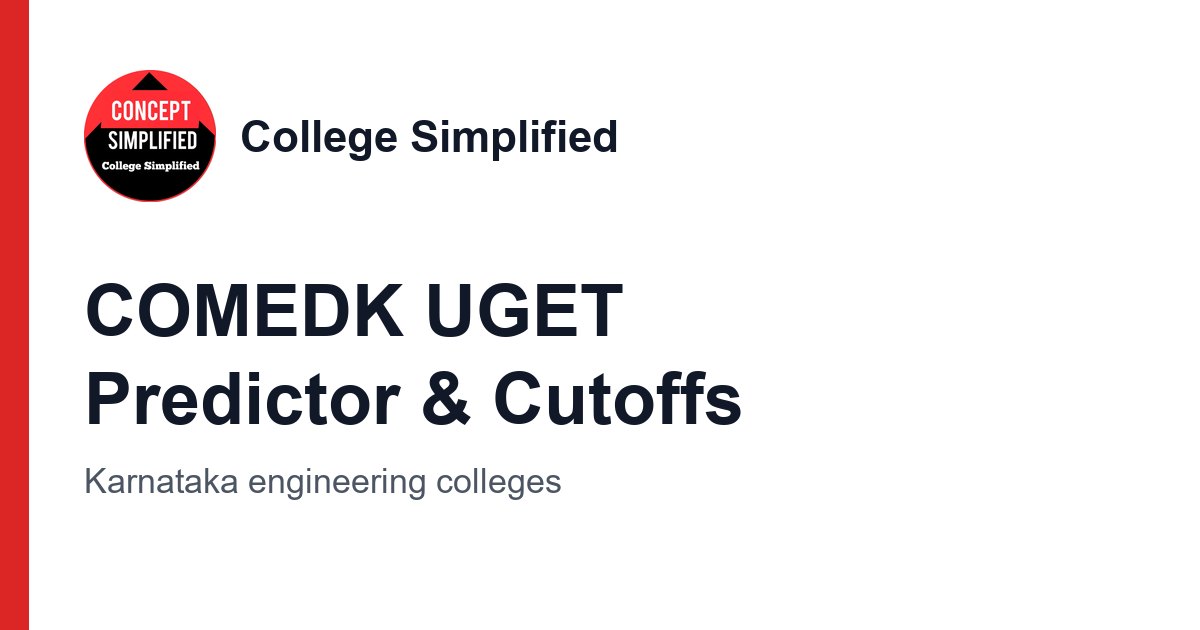 CONCEPT
SIMPLIFIED
College Simplified
College Simplified
COMEDK UGET
Predictor & Cutoffs
Karnataka engineering colleges